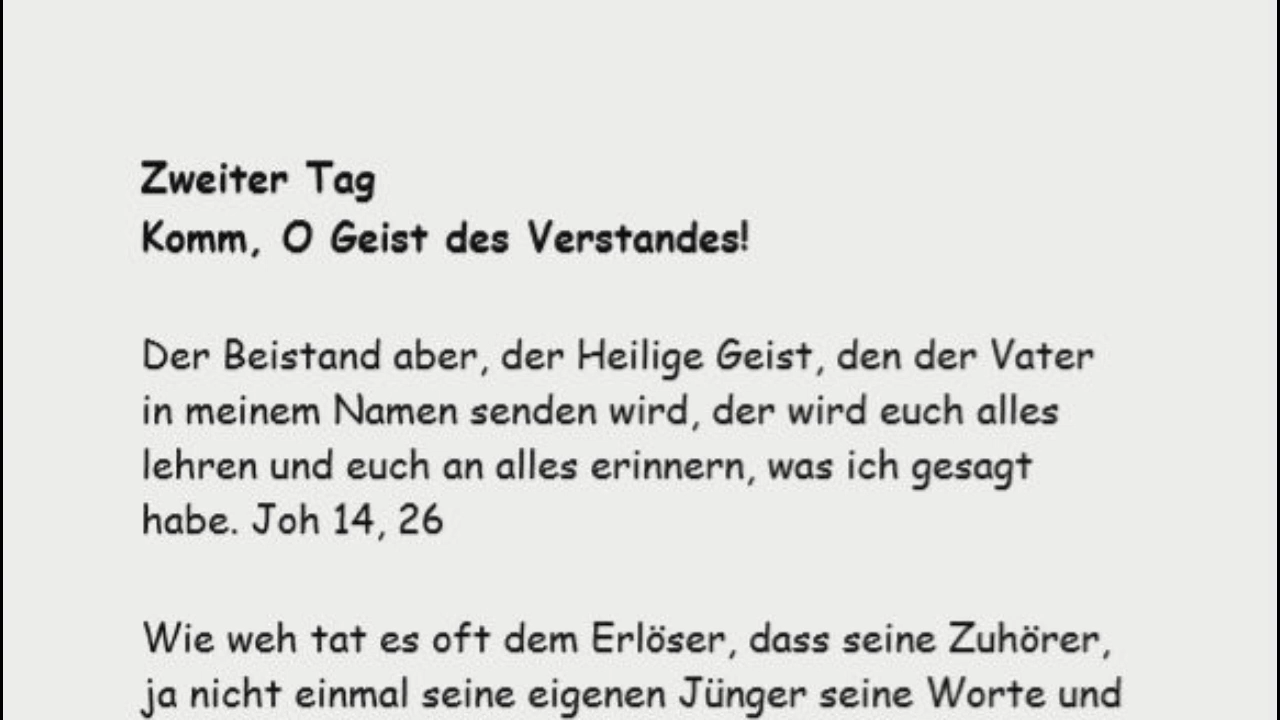 Zweiter Tag
Komm, O Geist des Verstandes!
Der Beistand aber, der Heilige Geist, den der Vater
in meinem Namen senden wird, der wird euch alles
lehren und euch an alles erinnern, was ich gesagt
habe. Joh 14, 26
Wie weh tat es oft dem Erlöser, dass seine Zuhörer,
ja nicht einmal seine eigenen Jünger seine Worte und